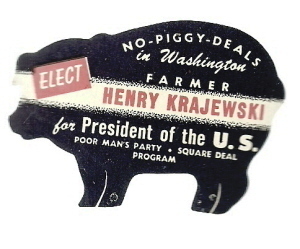 NO-PIGGY-DEALS
in Washington
ELECT
FARMER
HENRY KRAJEWSKI
for President of the U. S.
POOR MAN'S PARTY • SQUARE DEAL
PROGRAM